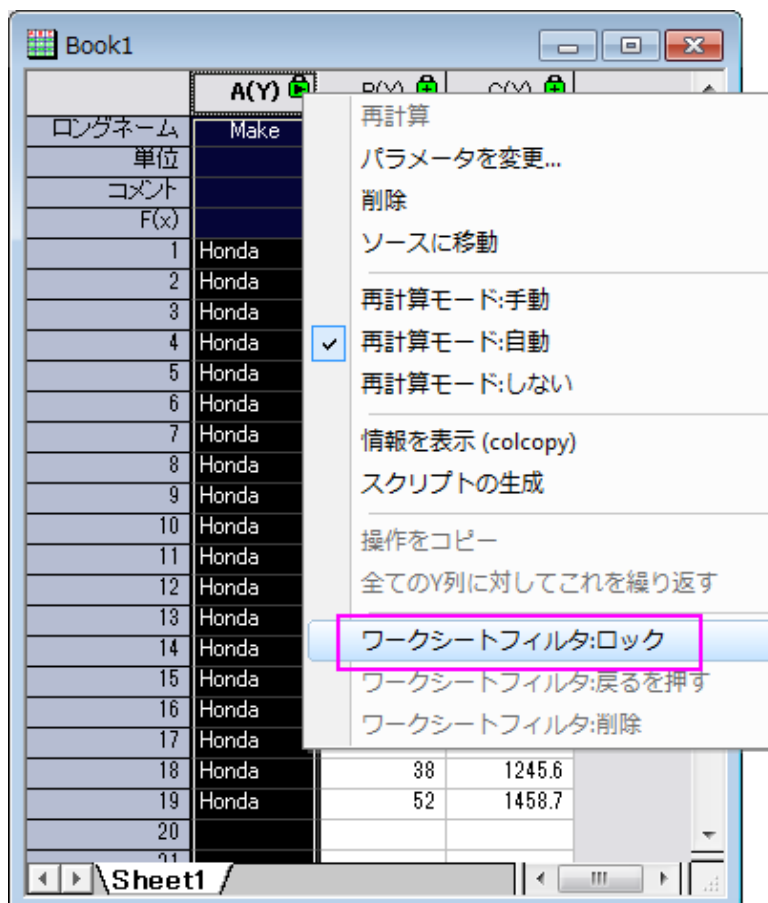 Book1
A(Y)
B(Y)
C(Y)
ロングネーム Make
単位
コメント
F(x)
1 Honda
2 Honda
3 Honda
4 Honda
5 Honda
6 Honda
7 Honda
8 Honda
9 Honda
10 Honda
11 Honda
12 Honda
13 Honda
14 Honda
15 Honda
16 Honda
17 Honda
18 Honda 38 1245.6
19 Honda 52 1458.7
20
21
Sheet1
再計算
パラメータを変更...
削除
ソースに移動
再計算モード:手動
再計算モード:自動
再計算モード:しない
情報を表示 (colcopy)
スクリプトの生成
操作をコピー
全てのY列に対してこれを繰り返す
ワークシートフィルタ:ロック
ワークシートフィルタ:戻るを押す
ワークシートフィルタ:削除